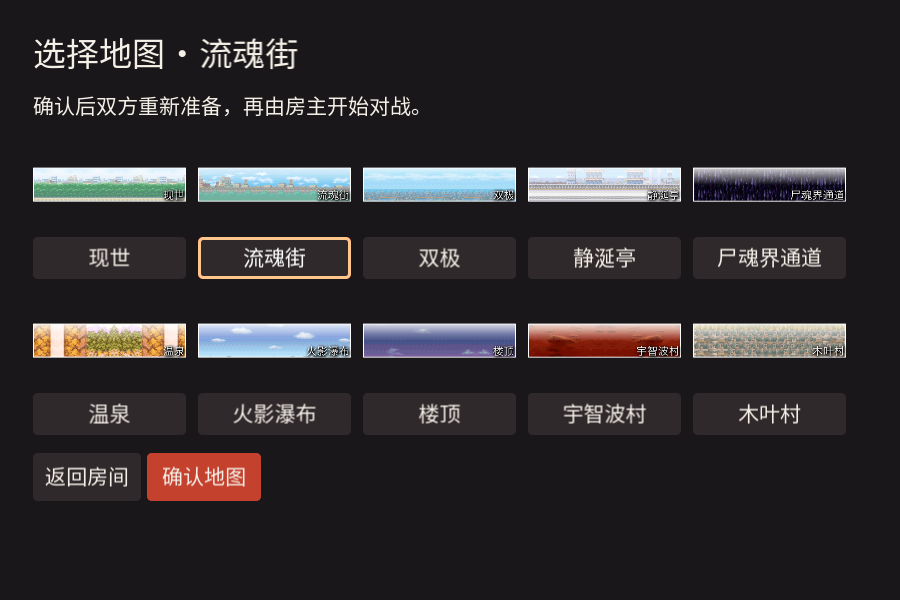 选择地图·流魂街
确认后双方重新准备，再由房主开始对战。
现世 流魂街 双极 静涎亭 尸魂界通道
现世 流魂街 双极 静涎亭 尸魂界通道
温泉 火影瀑布 楼顶 宇智波村 木叶村
温泉 火影瀑布 楼顶 宇智波村 木叶村
返回房间 确认地图